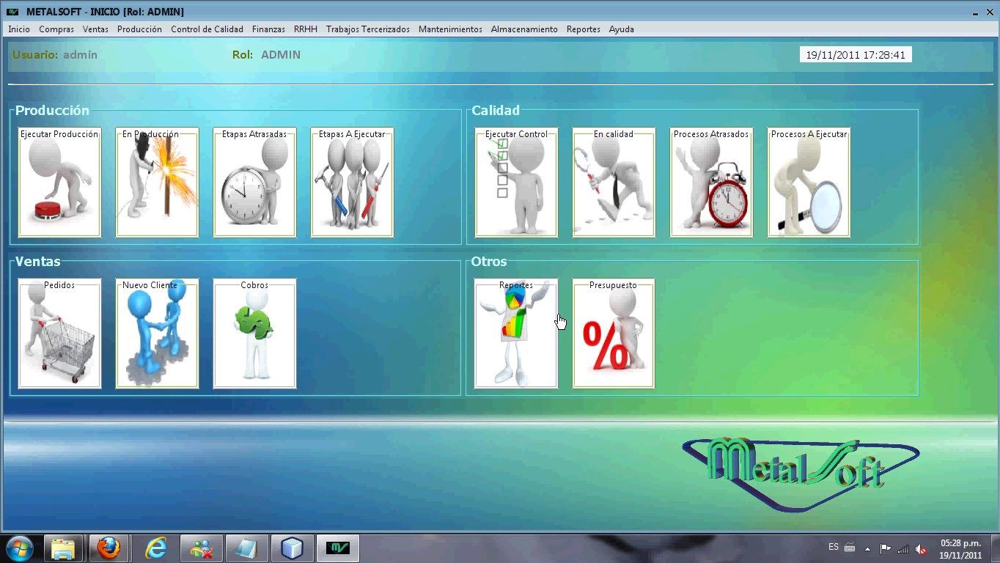 METALSOFT - INICIO [Rol: ADMIN]
Inicio Compras Ventas Producción Control de Calidad Finanzas RRHH Trabajos Tercerizados Mantenimientos Almacenamiento Reportes Ayuda
Usuario: admin Rol: ADMIN 19/11/2011 17:28:41
Producción
Ejecutar Producción En Producción Etapas Atrasadas Etapas A Ejecutar
Calidad
Ejecutar Control En calidad Procesos Atrasados Procesos A Ejecutar
Ventas
Pedidos Nuevo Cliente Cobros
Otros
Reportes Presupuesto
%
MetalSoft
ES 05:28 p.m.
19/11/2011